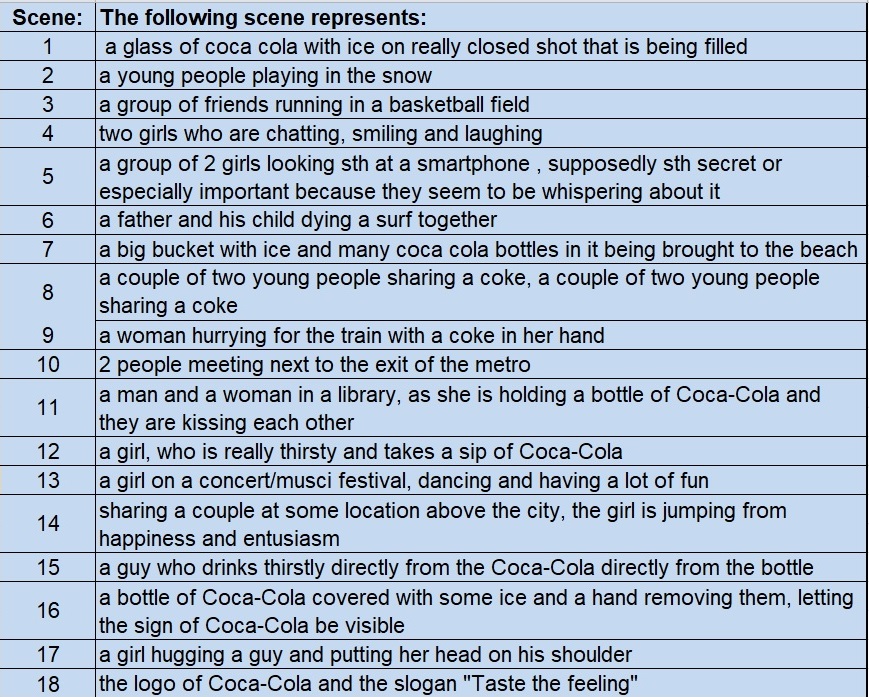 Scene: The following scene represents:
1 a glass of coca cola with ice on really closed shot that is being filled
2 a young people playing in the snow
3 a group of friends running in a basketball field
4 two girls who are chatting, smiling and laughing
5 a group of 2 girls looking sth at a smartphone , supposedly sth secret or
especially important because they seem to be whispering about it
6 a father and his child dying a surf together
7 a big bucket with ice and many coca cola bottles in it being brought to the beach
8 a couple of two young people sharing a coke, a couple of two young people
sharing a coke
9 a woman hurrying for the train with a coke in her hand
10 2 people meeting next to the exit of the metro
11 a man and a woman in a library, as she is holding a bottle of Coca-Cola and
they are kissing each other
12 a girl, who is really thirsty and takes a sip of Coca-Cola
13 a girl on a concert/musci festival, dancing and having a lot of fun
14 sharing a couple at some location above the city, the girl is jumping from
happiness and entusiasm
15 a guy who drinks thirstly directly from the Coca-Cola directly from the bottle
16 a bottle of Coca-Cola covered with some ice and a hand removing them, letting
the sign of Coca-Cola be visible
17 a girl hugging a guy and putting her head on his shoulder
18 the logo of Coca-Cola and the slogan "Taste the feeling"